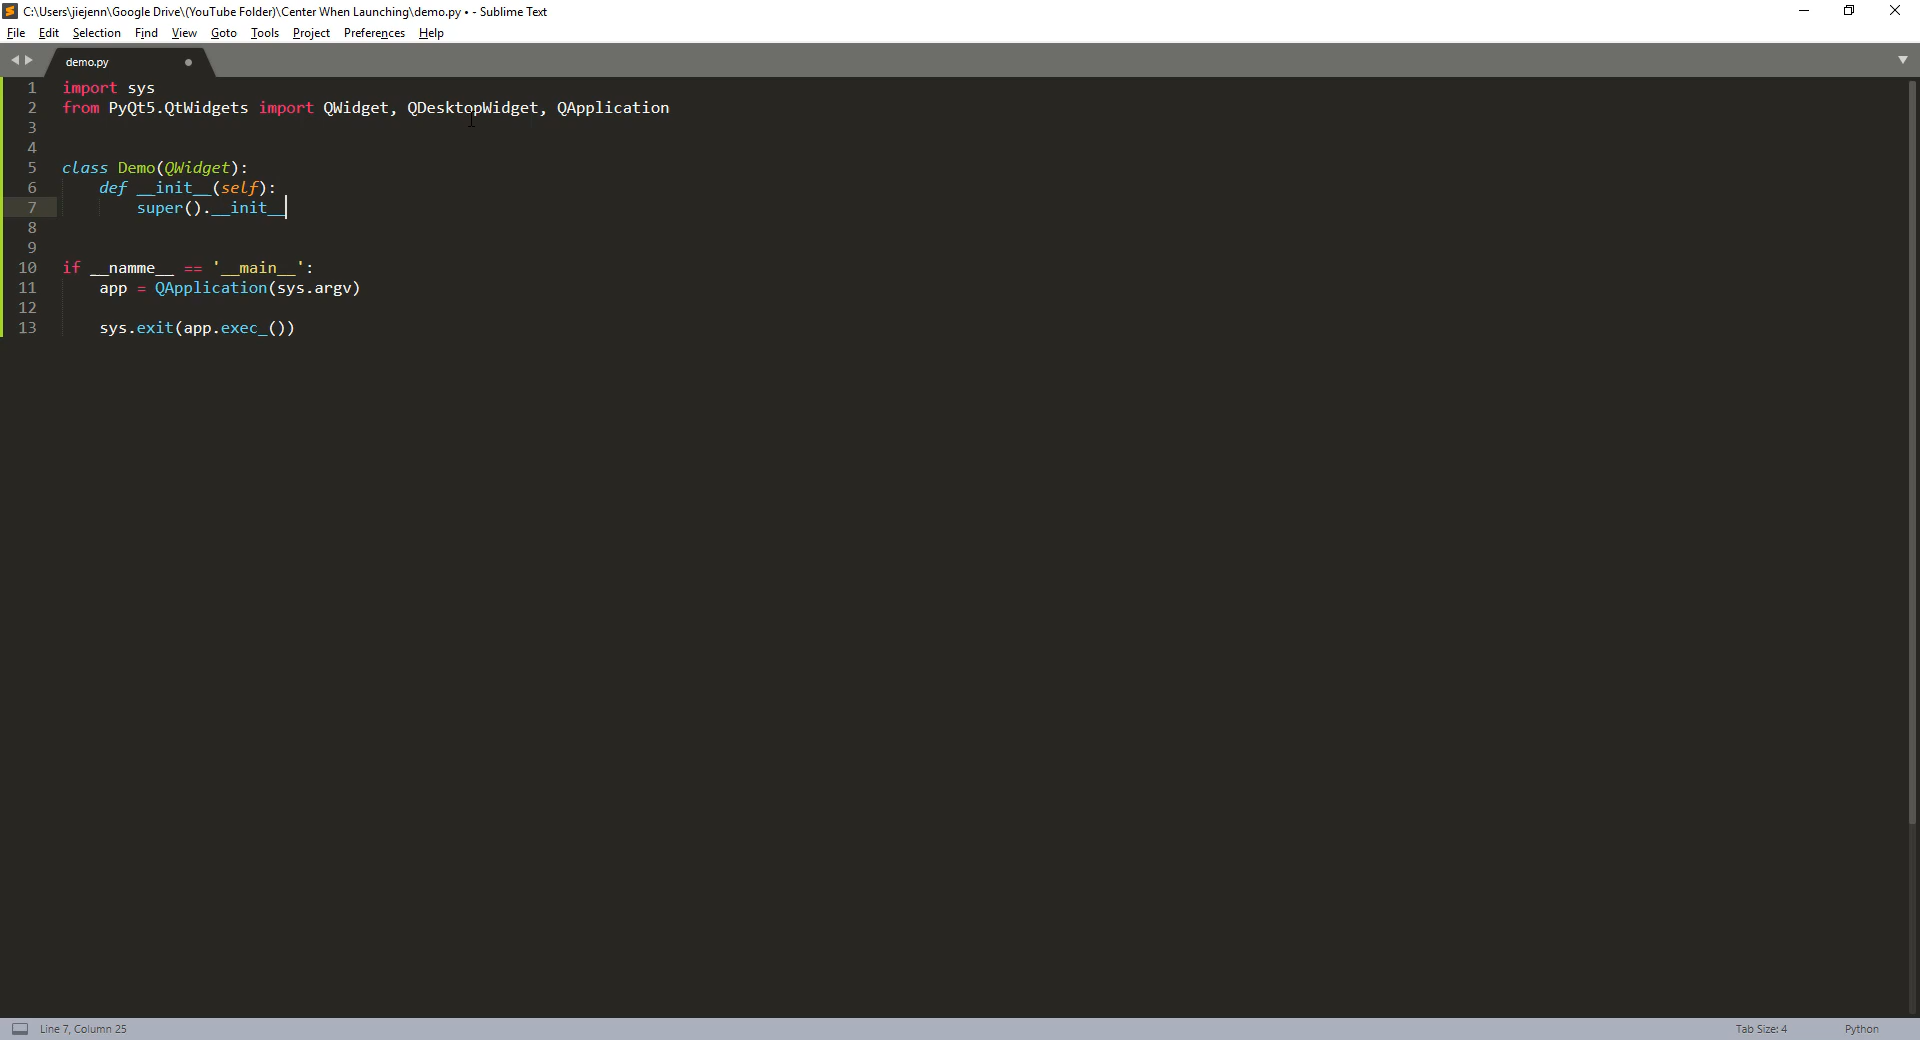 C:\Users\jiejenn\Google Drive\(YouTube Folder)\Center When Launching\demo.py • - Sublime Text
File Edit Selection Find View Goto Tools Project Preferences Help
demo.py
1 import sys
2 from PyQt5.QtWidgets import QWidget, QDesktopWidget, QApplication
3
4
5 class Demo(QWidget):
6     def __init__(self):
7         super().__init__
8
9
10 if __namme__ == '__main__':
11     app = QApplication(sys.argv)
12
13     sys.exit(app.exec_())
Line 7, Column 25 Tab Size: 4 Python